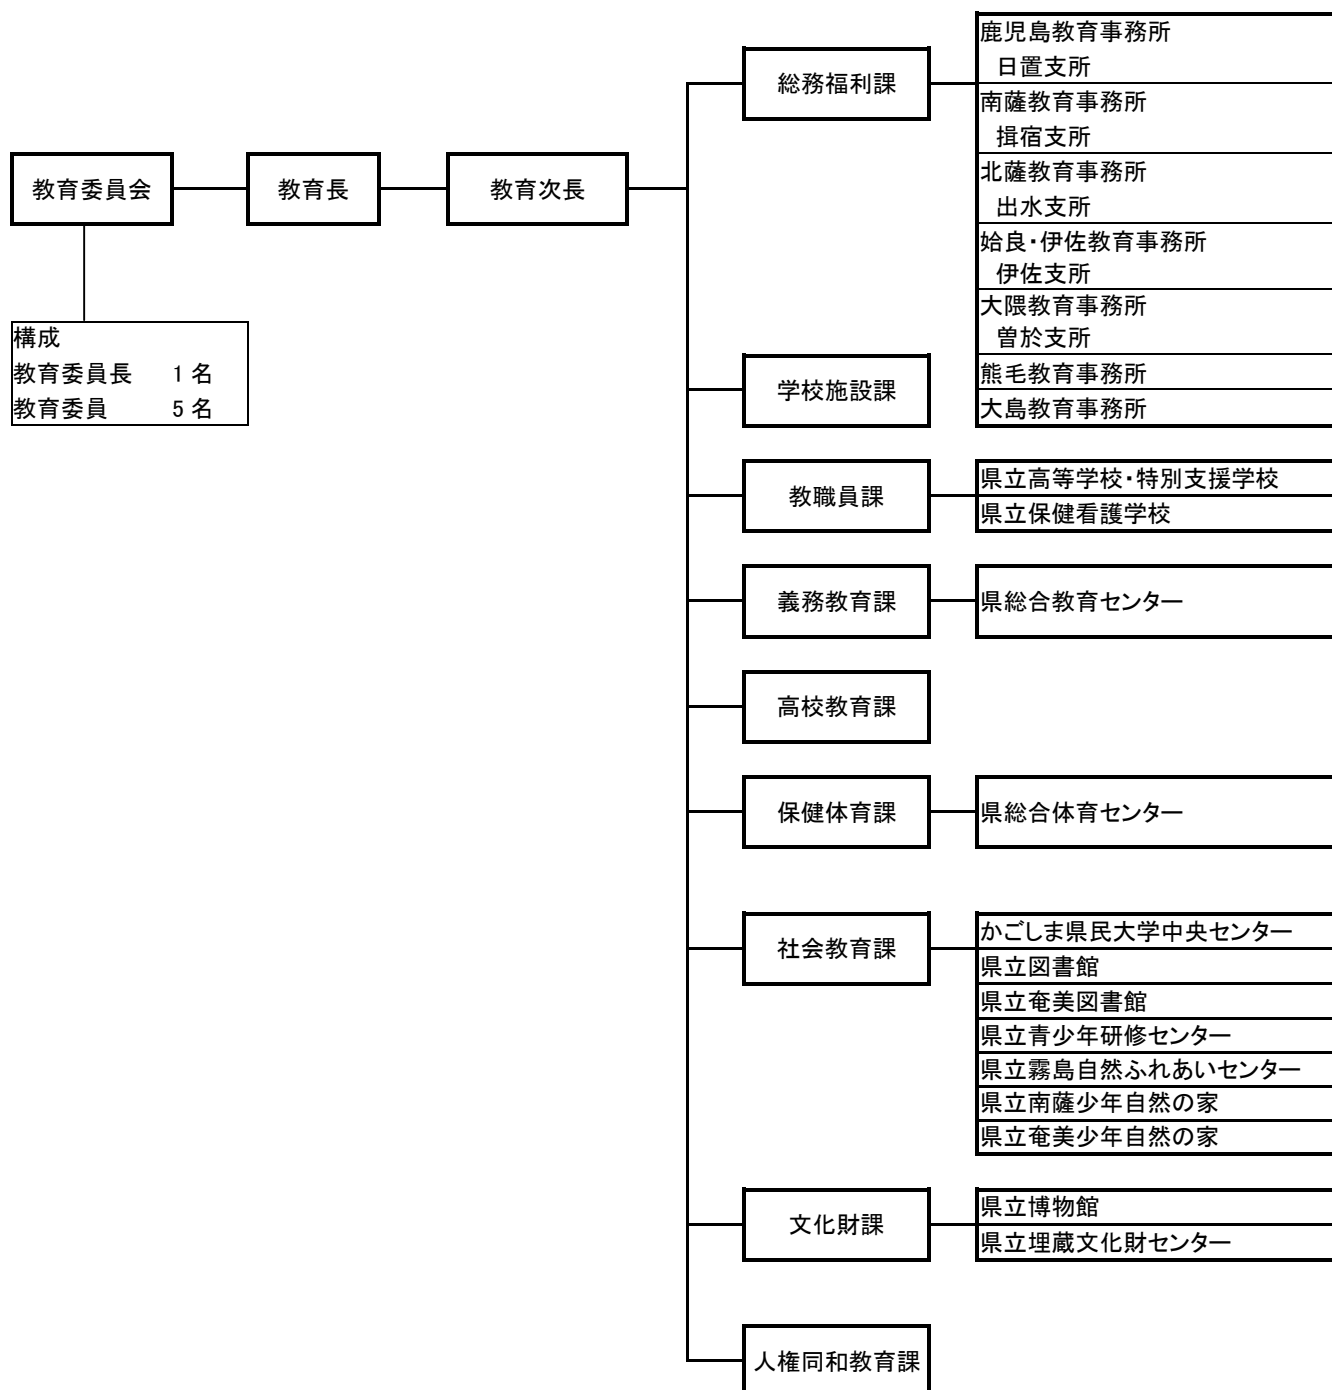 教育委員会
教育長
教育次長
構成
教育委員長 1名
教育委員 5名
総務福利課
鹿児島教育事務所
日置支所
南薩教育事務所
揖宿支所
北薩教育事務所
出水支所
姶良・伊佐教育事務所
伊佐支所
大隈教育事務所
曽於支所
熊毛教育事務所
大島教育事務所
学校施設課
教職員課
県立高等学校・特別支援学校
県立保健看護学校
義務教育課
県総合教育センター
高校教育課
保健体育課
県総合体育センター
社会教育課
かごしま県民大学中央センター
県立図書館
県立奄美図書館
県立青少年研修センター
県立霧島自然ふれあいセンター
県立南薩少年自然の家
県立奄美少年自然の家
文化財課
県立博物館
県立埋蔵文化財センター
人権同和教育課